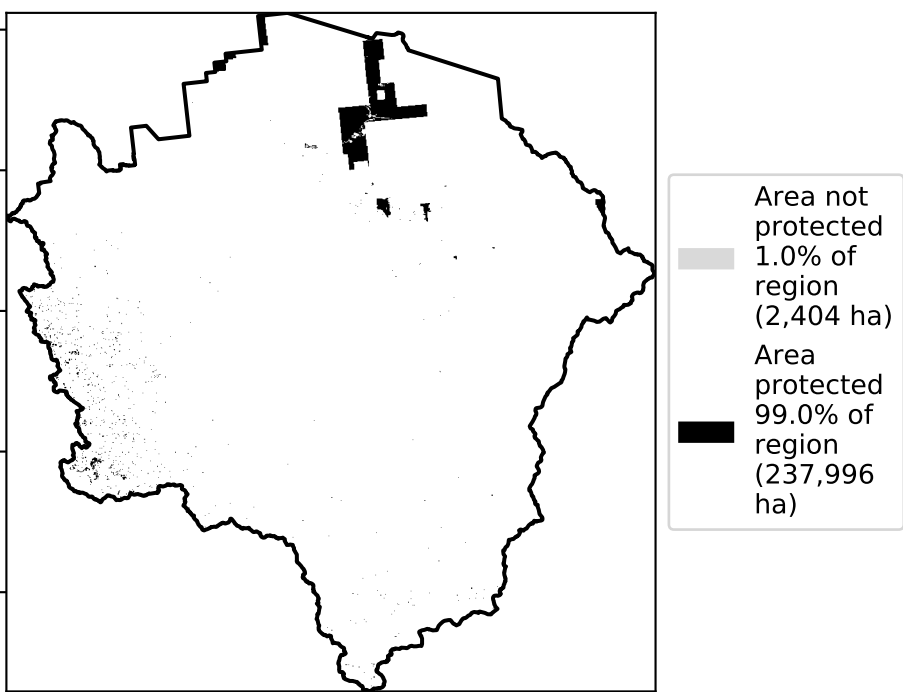 Area not
protected
1.0% of
region
(2,404 ha)
Area
protected
99.0% of
region
(237,996
ha)